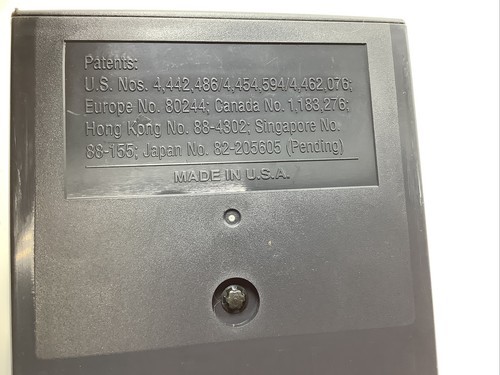 Patents:
U.S. Nos. 4,442,486/4,454,594/4,462,076;
Europe No. 80244; Canada No. 1,183,276;
Hong Kong No. 88-4302; Singapore No.
88-155; Japan No. 82-205605 (Pending)
MADE IN U.S.A.